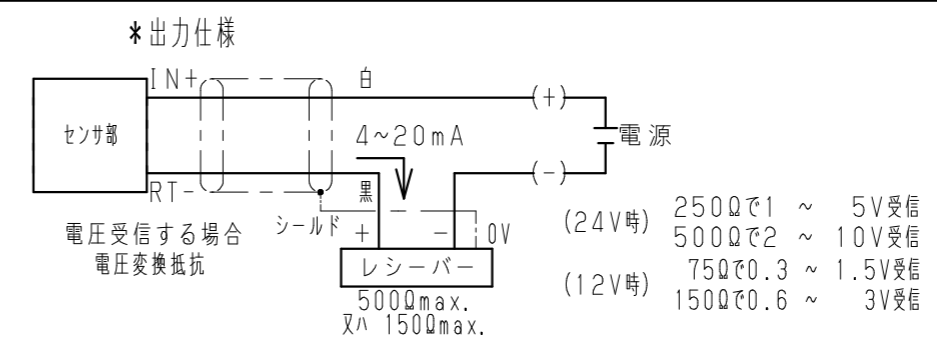 *出力仕様
IN+
白
(+)
センサ部
4~20mA
電源
RT-
黒
(-)
シールド
電圧受信する場合
電圧変換抵抗
+
-
0V
レシーバー
500Ωmax.
又ハ 150Ωmax.
(24V時)
250Ωで1 ~ 5V受信
500Ωで2 ~ 10V受信
(12V時)
75Ωで0.3 ~ 1.5V受信
150Ωで0.6 ~ 3V受信